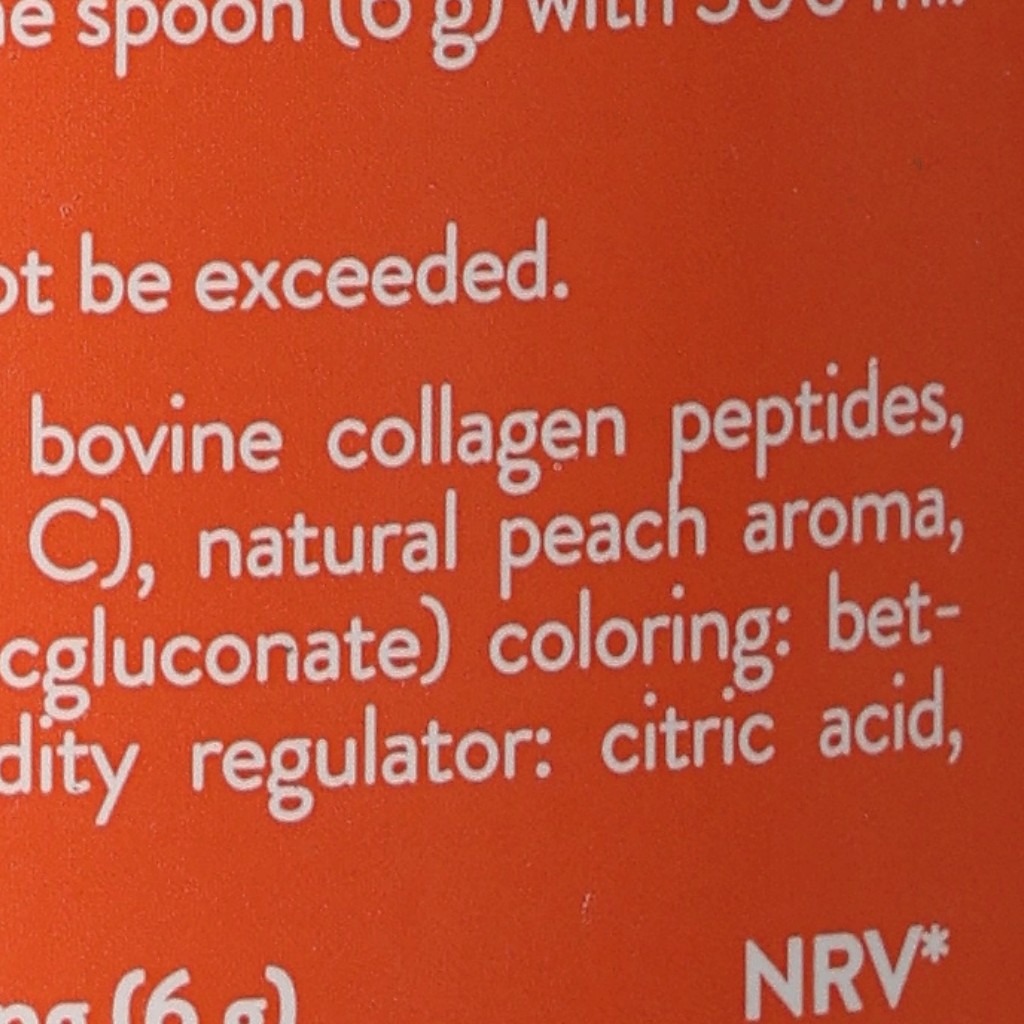 spoon (6 g) with
be exceeded.
bovine collagen peptides,
C), natural peach aroma,
cgluconate) coloring: bet-
dity regulator: citric acid,
(6 g)
NRV*